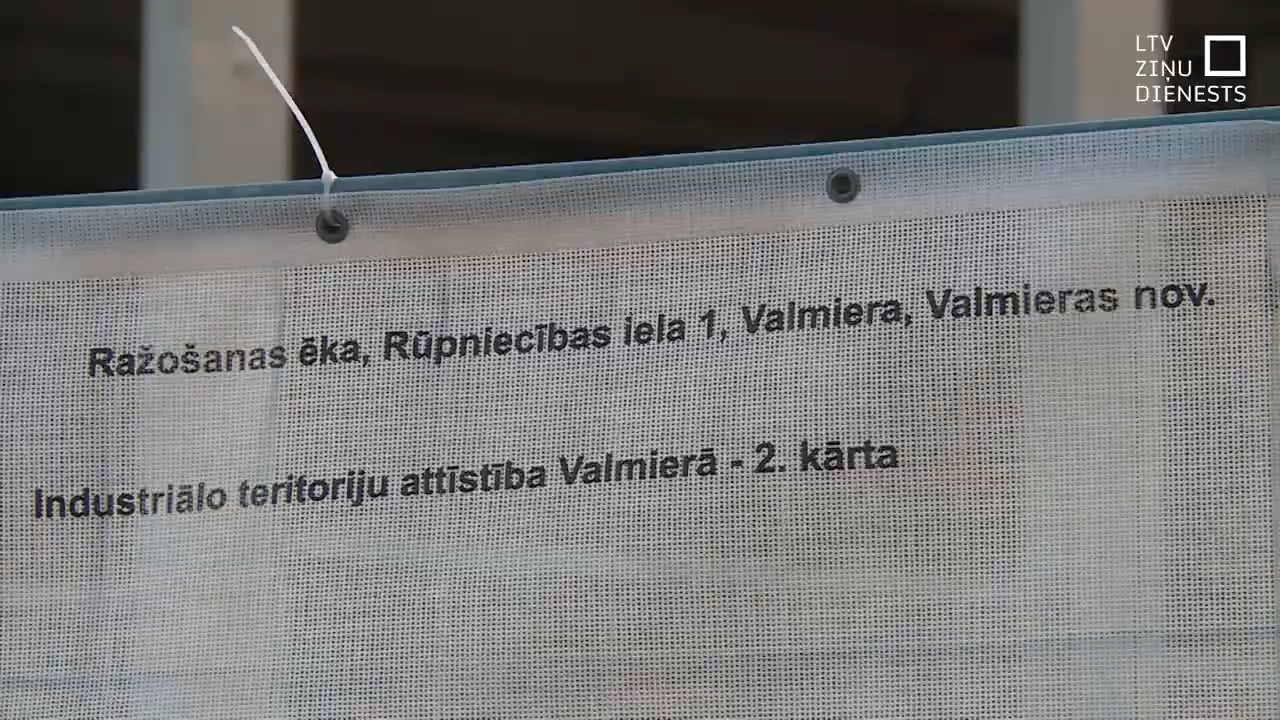 LTV
ZIŅU
DIENESTS
Ražošanas ēka, Rūpniecības iela 1, Valmiera, Valmieras nov.
Industriālo teritoriju attīstība Valmierā - 2. kārta